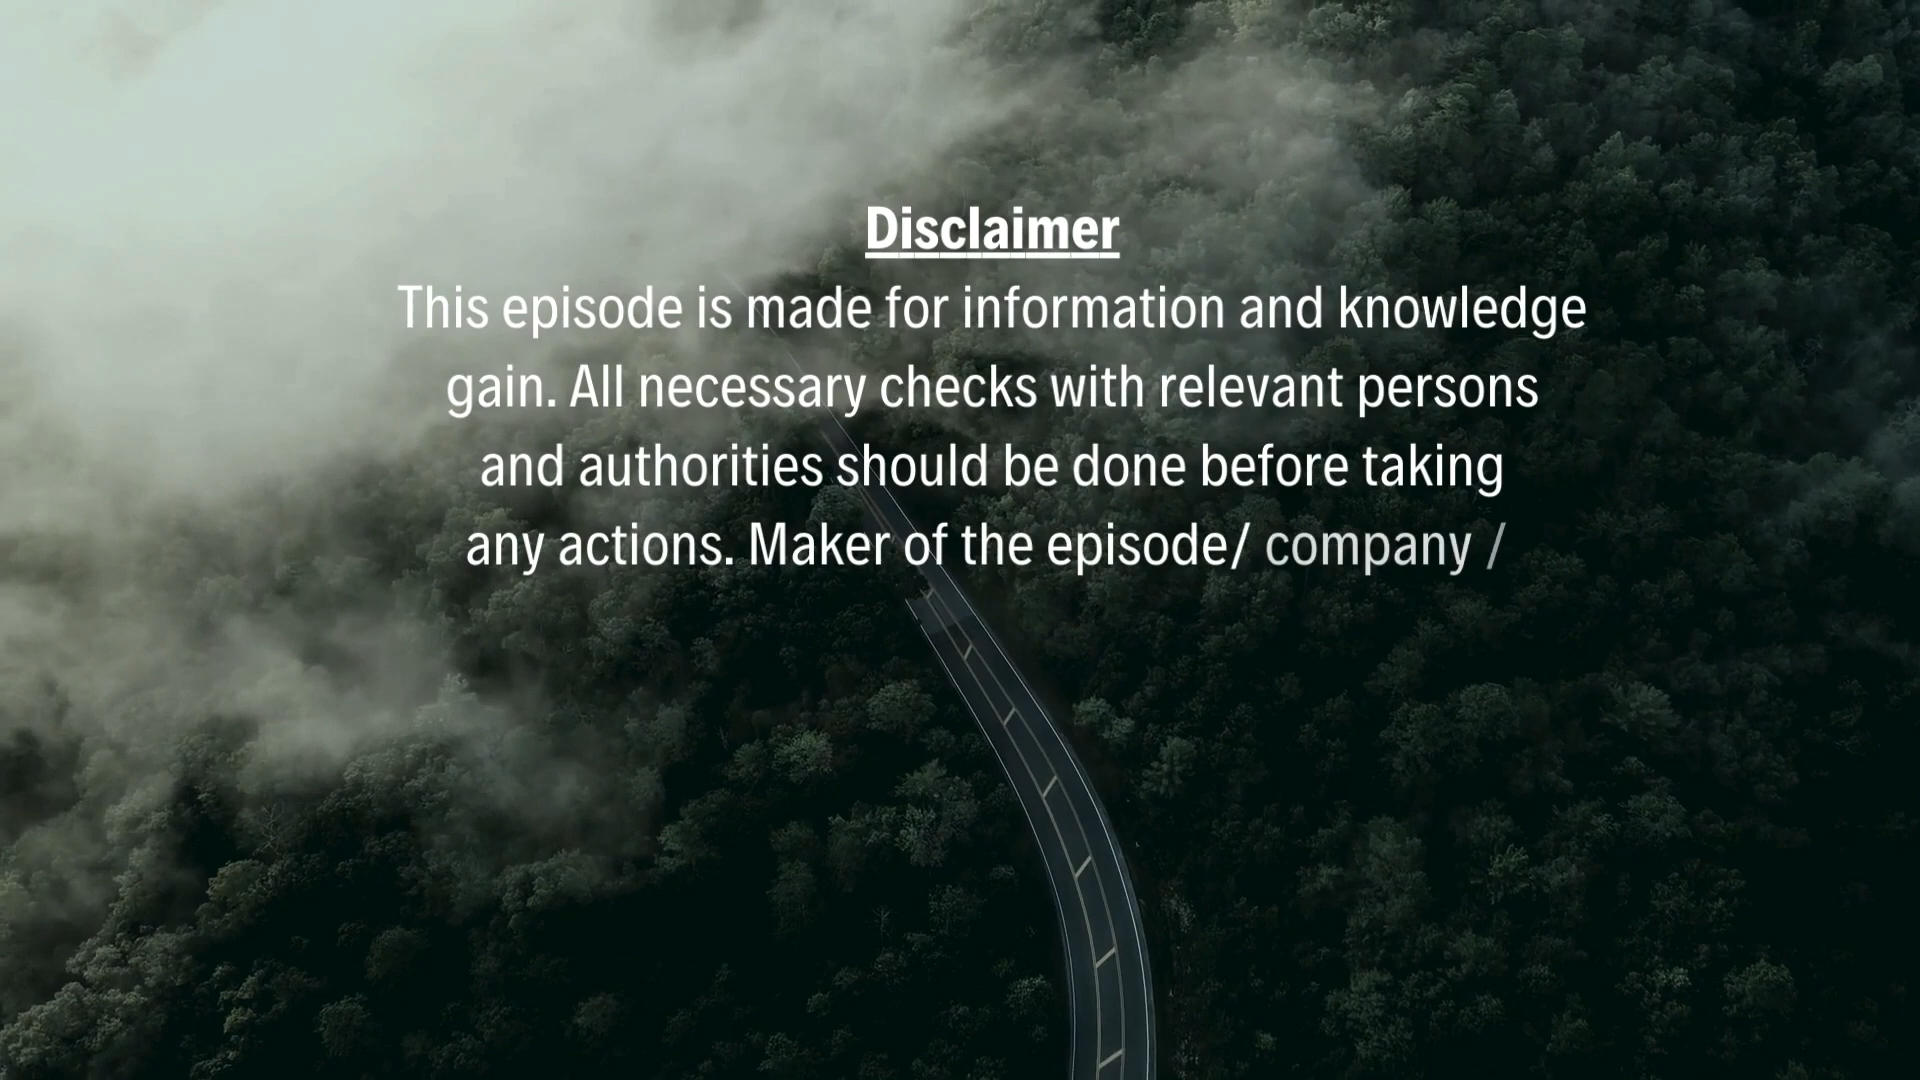 Disclaimer
This episode is made for information and knowledge
gain. All necessary checks with relevant persons
and authorities should be done before taking
any actions. Maker of the episode/ company /